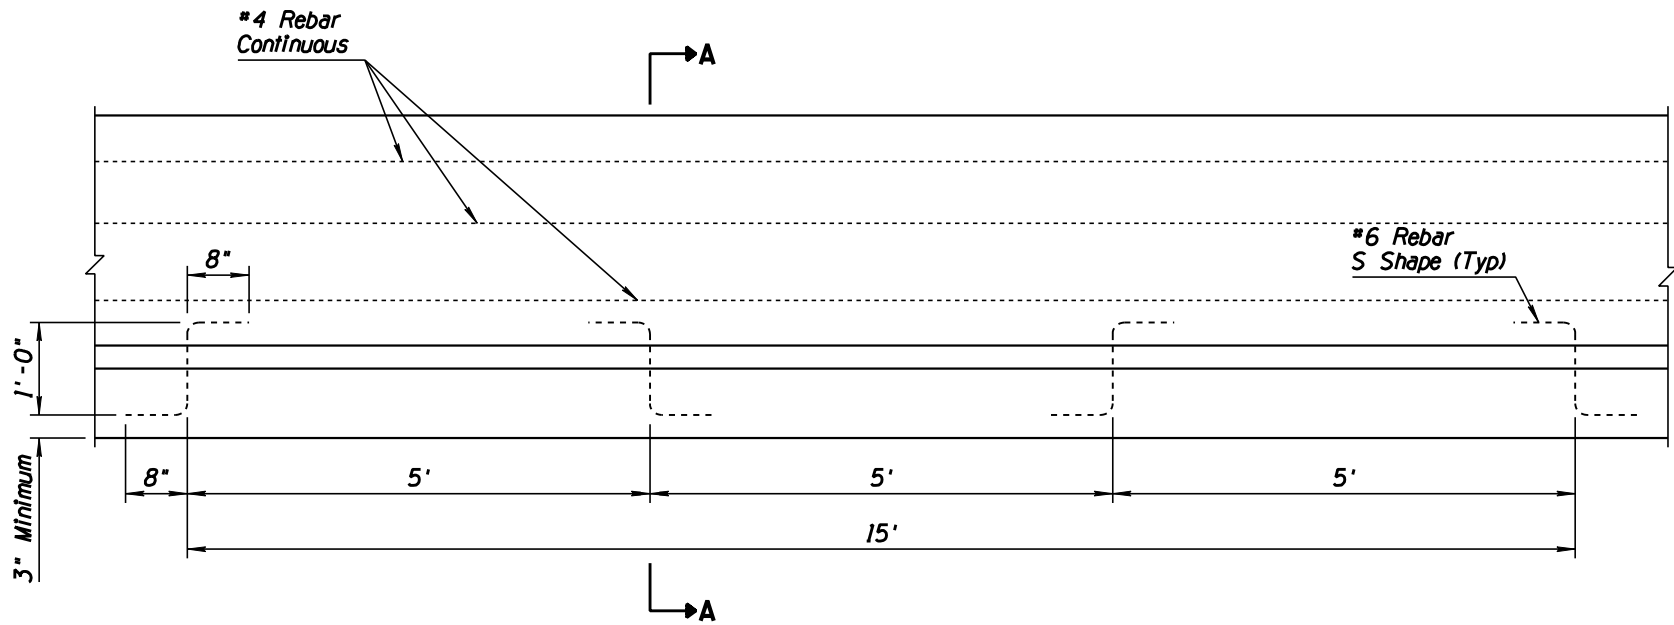 #4 Rebar
Continuous
A
#6 Rebar
S Shape (Typ)
8"
1'-0"
3" Minimum
8"
5'
5'
5'
15'
A